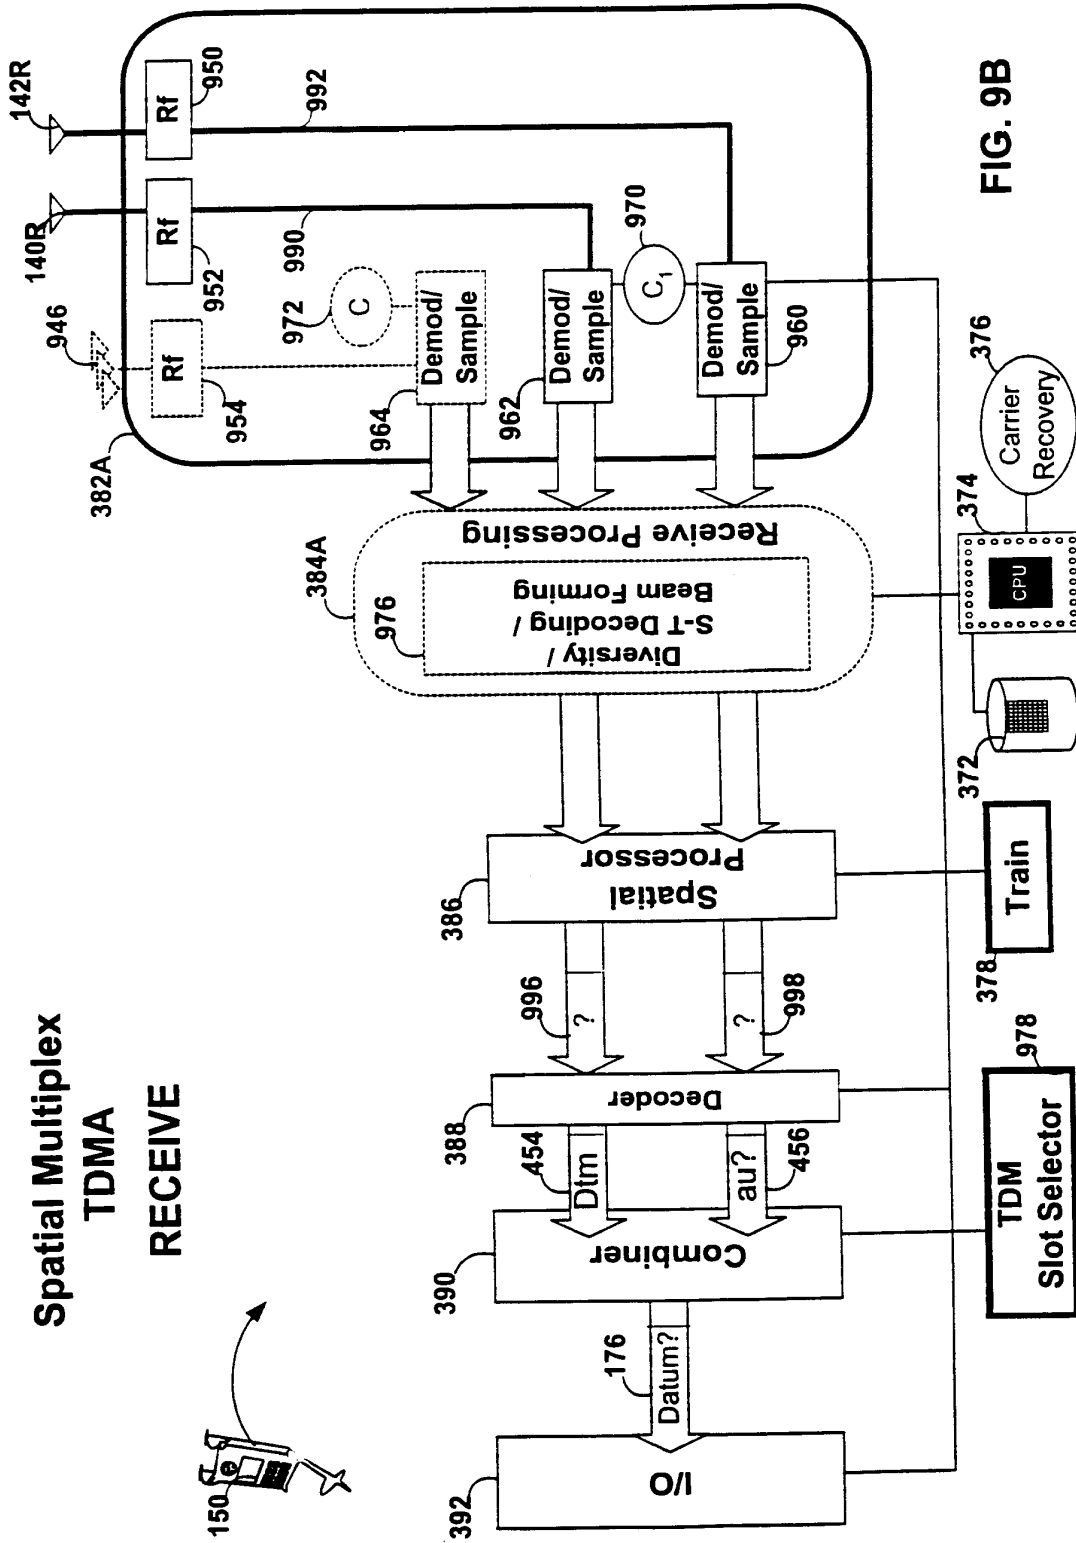 Spatial Multiplex
TDMA
RECEIVE
150
392
I/O
176
Datum?
390
Combiner
454
Dtm
au?
456
388
Decoder
996
?
?
998
386
Spatial
Processor
384A
976
Diversity /
S-T Decoding /
Beam Forming
Receive Processing
382A
946
140R
142R
Rf
954
Rf
952
Rf
950
990
992
972
C
964
Demod/
Sample
962
Demod/
Sample
970
C1
Demod/
Sample
960
TDM
Slot Selector
978
Train
378
372
374
CPU
376
Carrier
Recovery
FIG. 9B